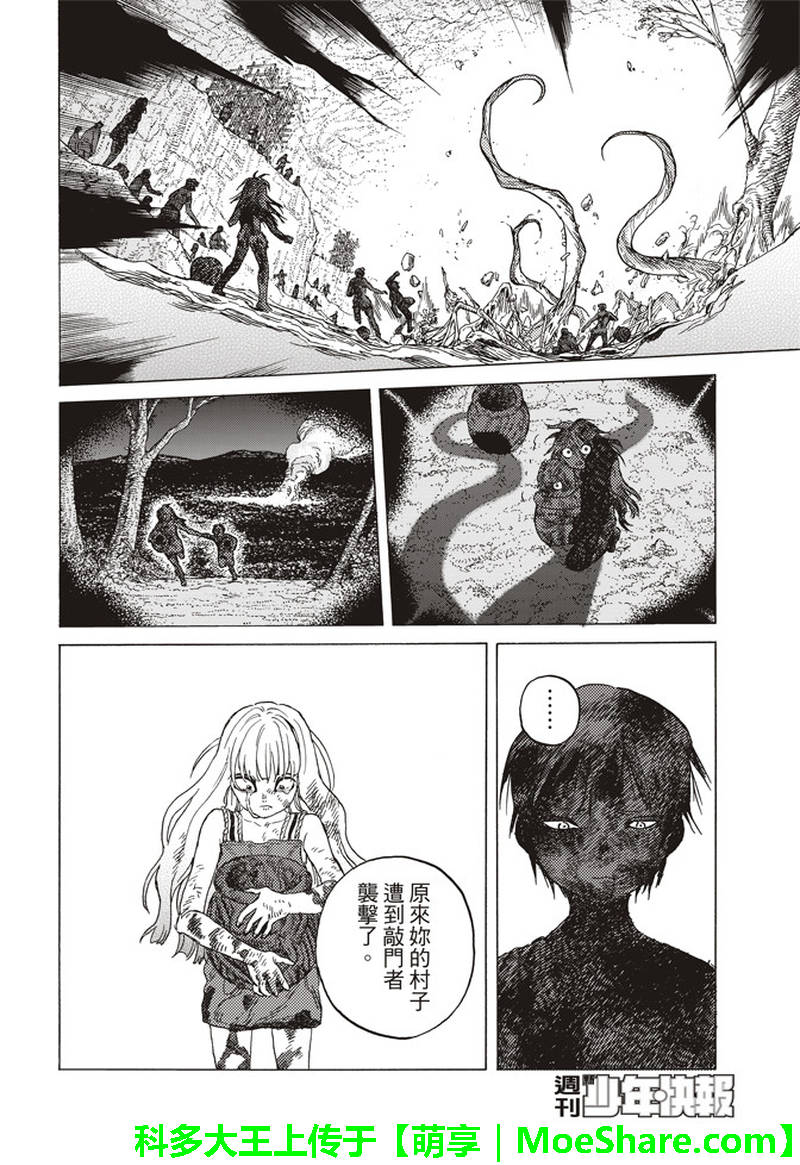 ……
原來妳的村子
遭到敲門者
襲擊了。
週刊少年快報
科多大王上传于【萌享 | MoeShare.com】